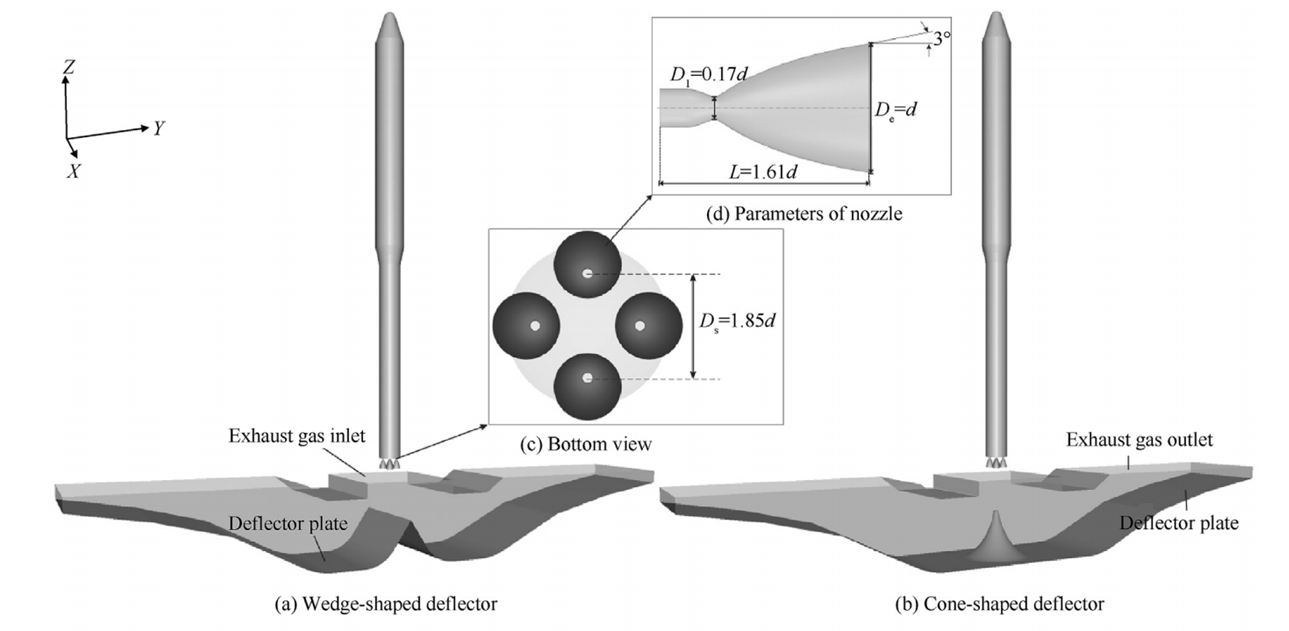 Z
Y
X
D₁=0.17d
3°
Dₑ=d
L=1.61d
(d) Parameters of nozzle
Dₛ=1.85d
(c) Bottom view
Exhaust gas inlet
Deflector plate
Exhaust gas outlet
Deflector plate
(a) Wedge-shaped deflector
(b) Cone-shaped deflector